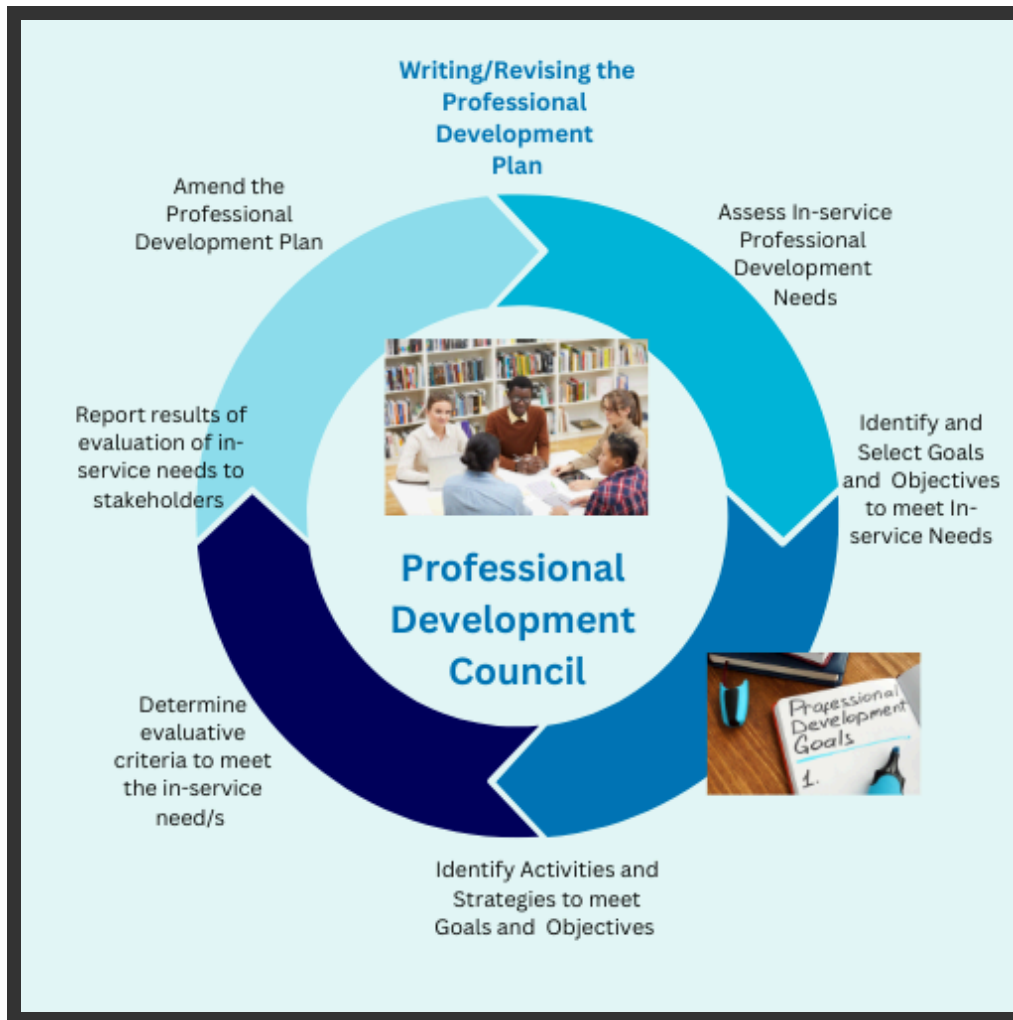 Writing/Revising the
Professional
Development
Plan
Assess In-service
Professional
Development
Needs
Identify and
Select Goals
and Objectives
to meet In-
service Needs
Professional
Development
Goals
1.
Identify Activities and
Strategies to meet
Goals and Objectives
Determine
evaluative
criteria to meet
the in-service
need/s
Report results of
evaluation of in-
service needs to
stakeholders
Amend the
Professional
Development Plan
Professional
Development
Council